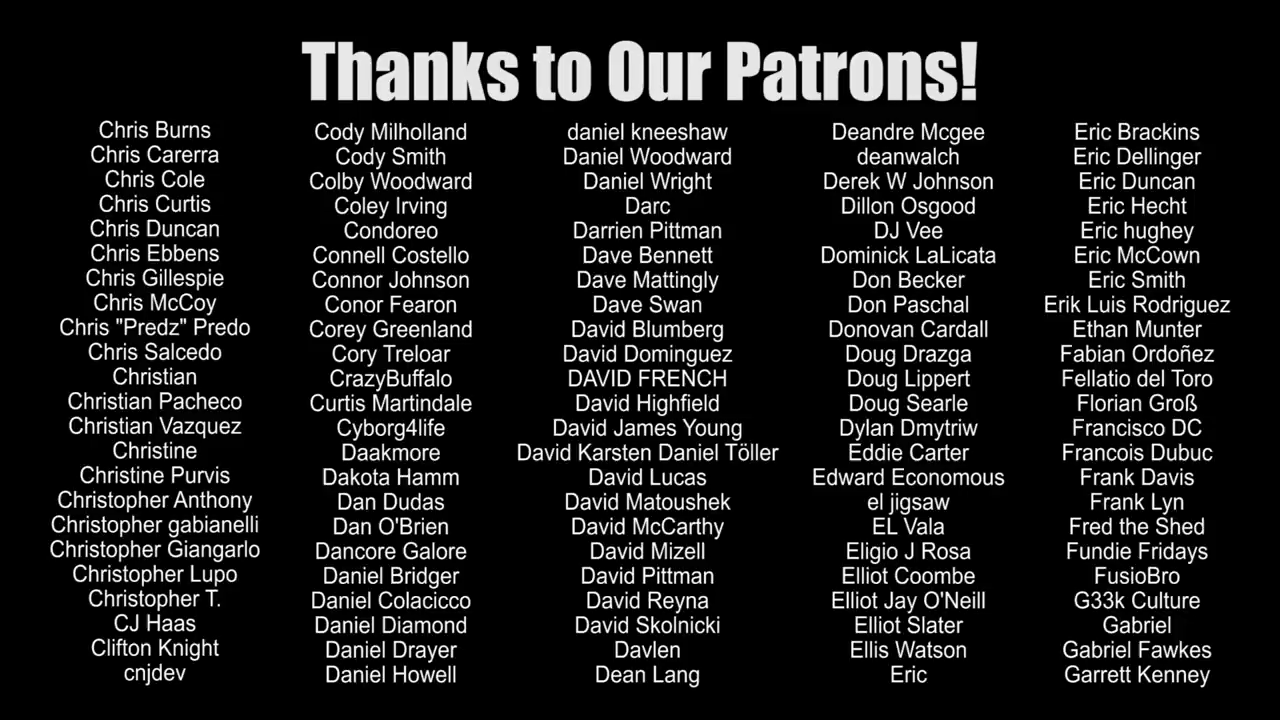 Thanks to Our Patrons!
Chris Burns
Chris Carerra
Chris Cole
Chris Curtis
Chris Duncan
Chris Ebbens
Chris Gillespie
Chris McCoy
Chris "Predz" Predo
Chris Salcedo
Christian
Christian Pacheco
Christian Vazquez
Christine
Christine Purvis
Christopher Anthony
Christopher gabianelli
Christopher Giangarlo
Christopher Lupo
Christopher T.
CJ Haas
Clifton Knight
cnjdev
Cody Milholland
Cody Smith
Colby Woodward
Coley Irving
Condoreo
Connell Costello
Connor Johnson
Conor Fearon
Corey Greenland
Cory Treloar
CrazyBuffalo
Curtis Martindale
Cyborg4life
Daakmore
Dakota Hamm
Dan Dudas
Dan O'Brien
Dancore Galore
Daniel Bridger
Daniel Colacicco
Daniel Diamond
Daniel Drayer
Daniel Howell
daniel kneeshaw
Daniel Woodward
Daniel Wright
Darc
Darrien Pittman
Dave Bennett
Dave Mattingly
Dave Swan
David Blumberg
David Dominguez
DAVID FRENCH
David Highfield
David James Young
David Karsten Daniel Töller
David Lucas
David Matoushek
David McCarthy
David Mizell
David Pittman
David Reyna
David Skolnicki
Davlen
Dean Lang
Deandre Mcgee
deanwalch
Derek W Johnson
Dillon Osgood
DJ Vee
Dominick LaLicata
Don Becker
Don Paschal
Donovan Cardall
Doug Drazga
Doug Lippert
Doug Searle
Dylan Dmytriw
Eddie Carter
Edward Economous
el jigsaw
EL Vala
Eligio J Rosa
Elliot Coombe
Elliot Jay O'Neill
Elliot Slater
Ellis Watson
Eric
Eric Brackins
Eric Dellinger
Eric Duncan
Eric Hecht
Eric hughey
Eric McCown
Eric Smith
Erik Luis Rodriguez
Ethan Munter
Fabian Ordoñez
Fellatio del Toro
Florian Groß
Francisco DC
Francois Dubuc
Frank Davis
Frank Lyn
Fred the Shed
Fundie Fridays
FusioBro
G33k Culture
Gabriel
Gabriel Fawkes
Garrett Kenney